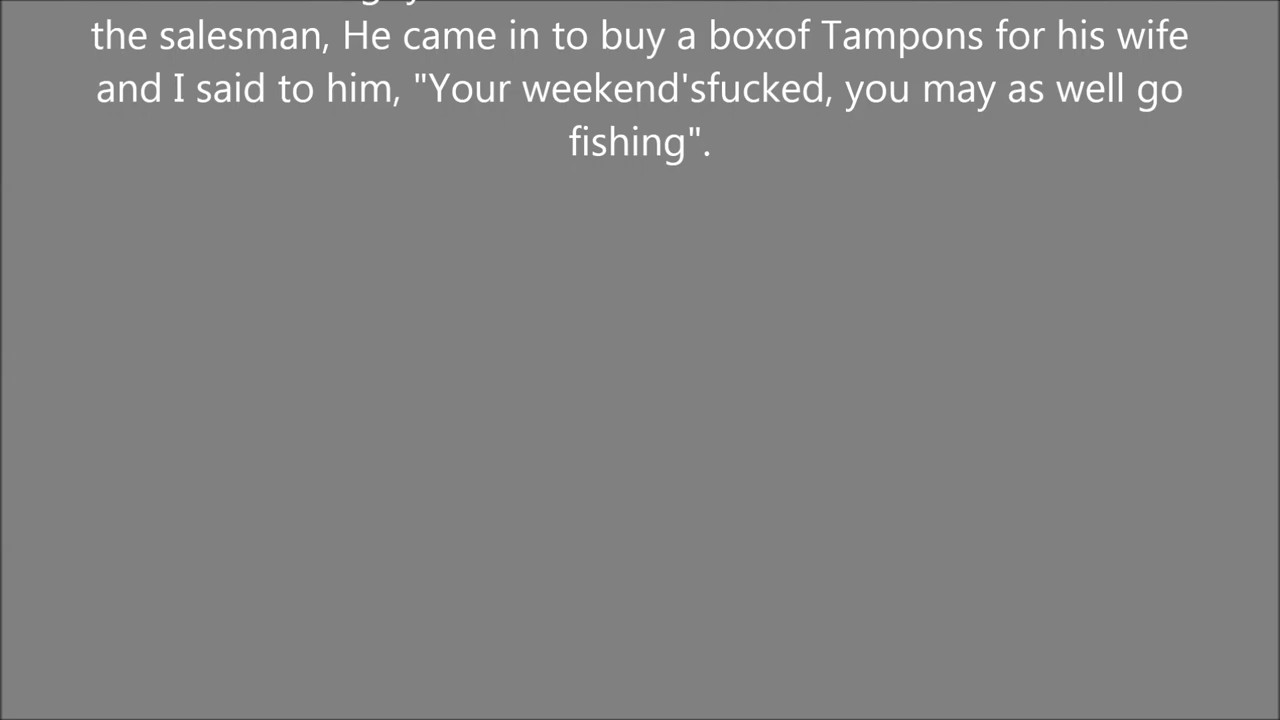 the salesman, He came in to buy a boxof Tampons for his wife
and I said to him, "Your weekend'sfucked, you may as well go
fishing".